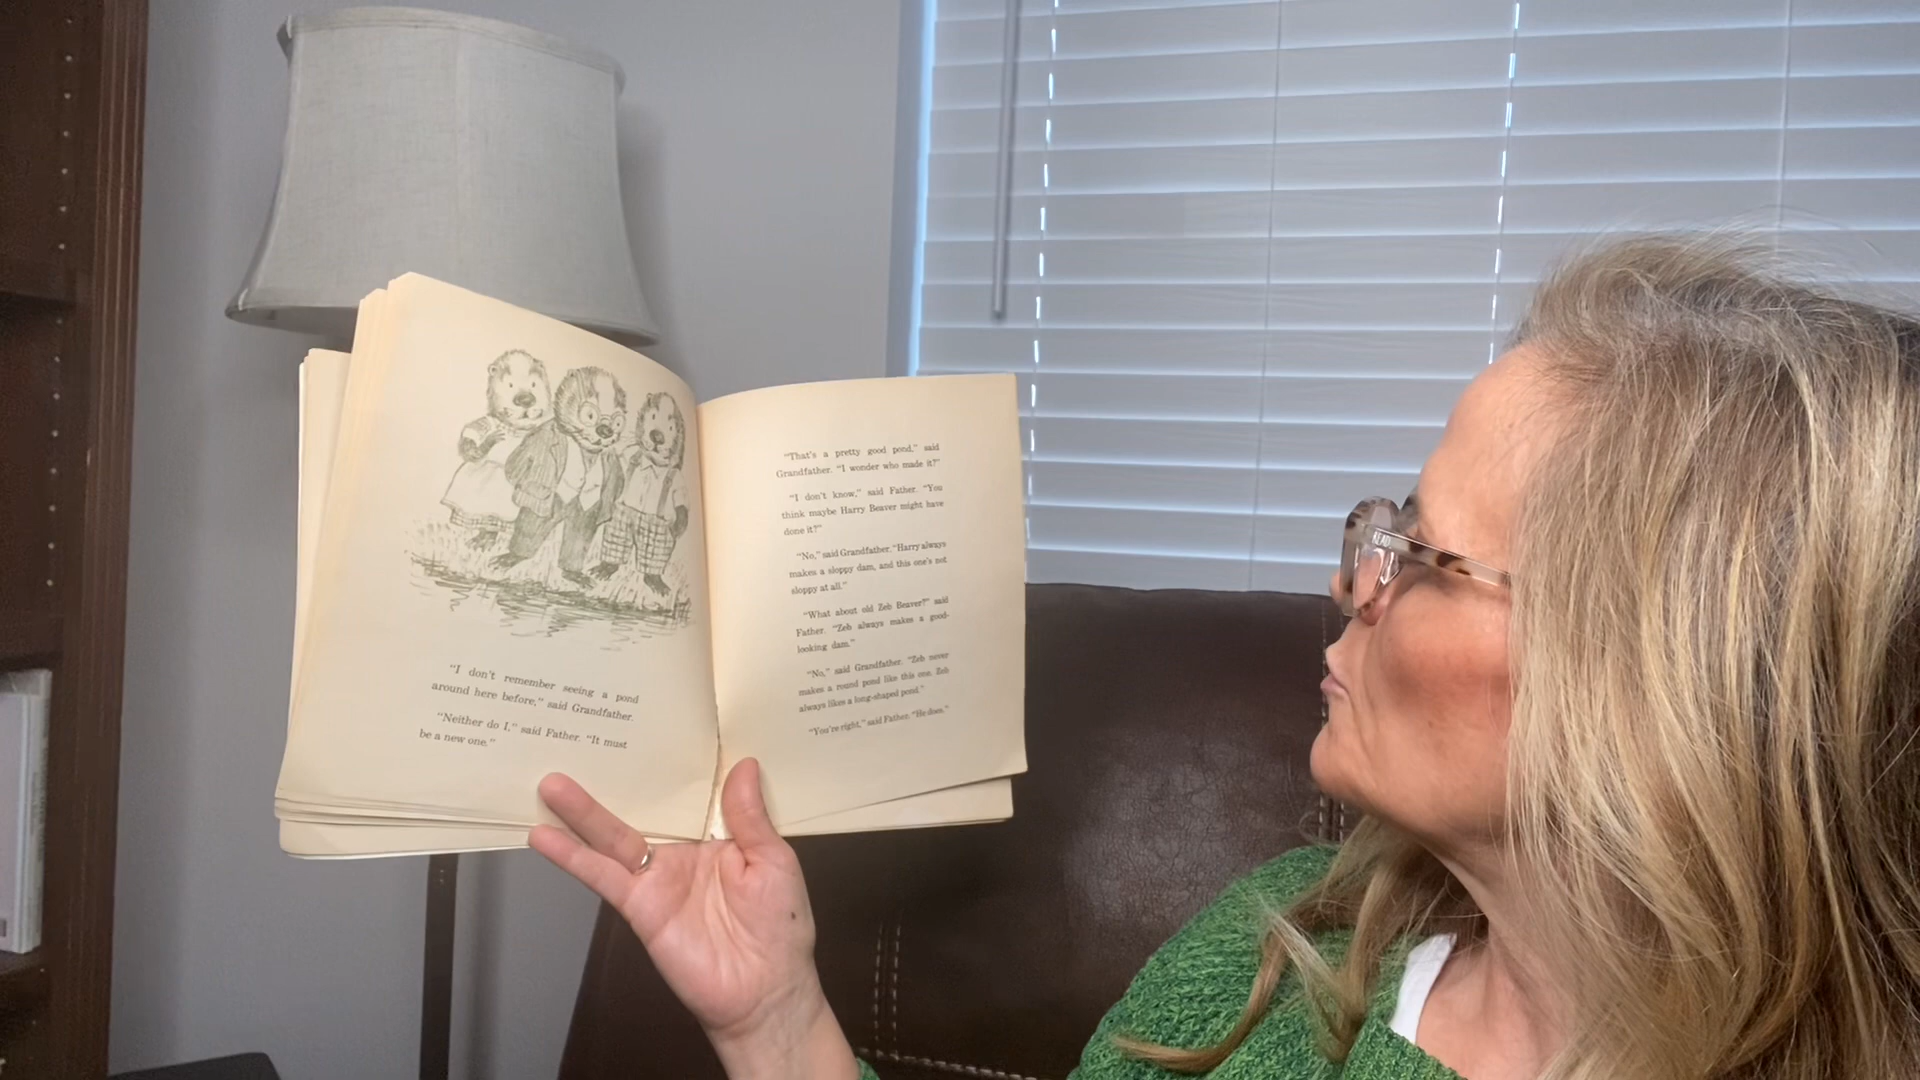 "I don't remember seeing a pond
around here before," said Grandfather.
"Neither do I," said Father. "It must
be a new one."
"That's a pretty good pond," said
Grandfather. "I wonder who made it?"
"I don't know," said Father. "You
think maybe Harry Beaver might have
done it?"
"No," said Grandfather. "Harry always
makes a sloppy dam, and this one's not
sloppy at all."
"What about old Zeb Beaver?" said
Father. "Zeb always makes a good-
looking dam."
"No," said Grandfather. "Zeb never
makes a round pond like this one. Zeb
always likes a long-shaped pond."
"You're right," said Father. "He does."
READ